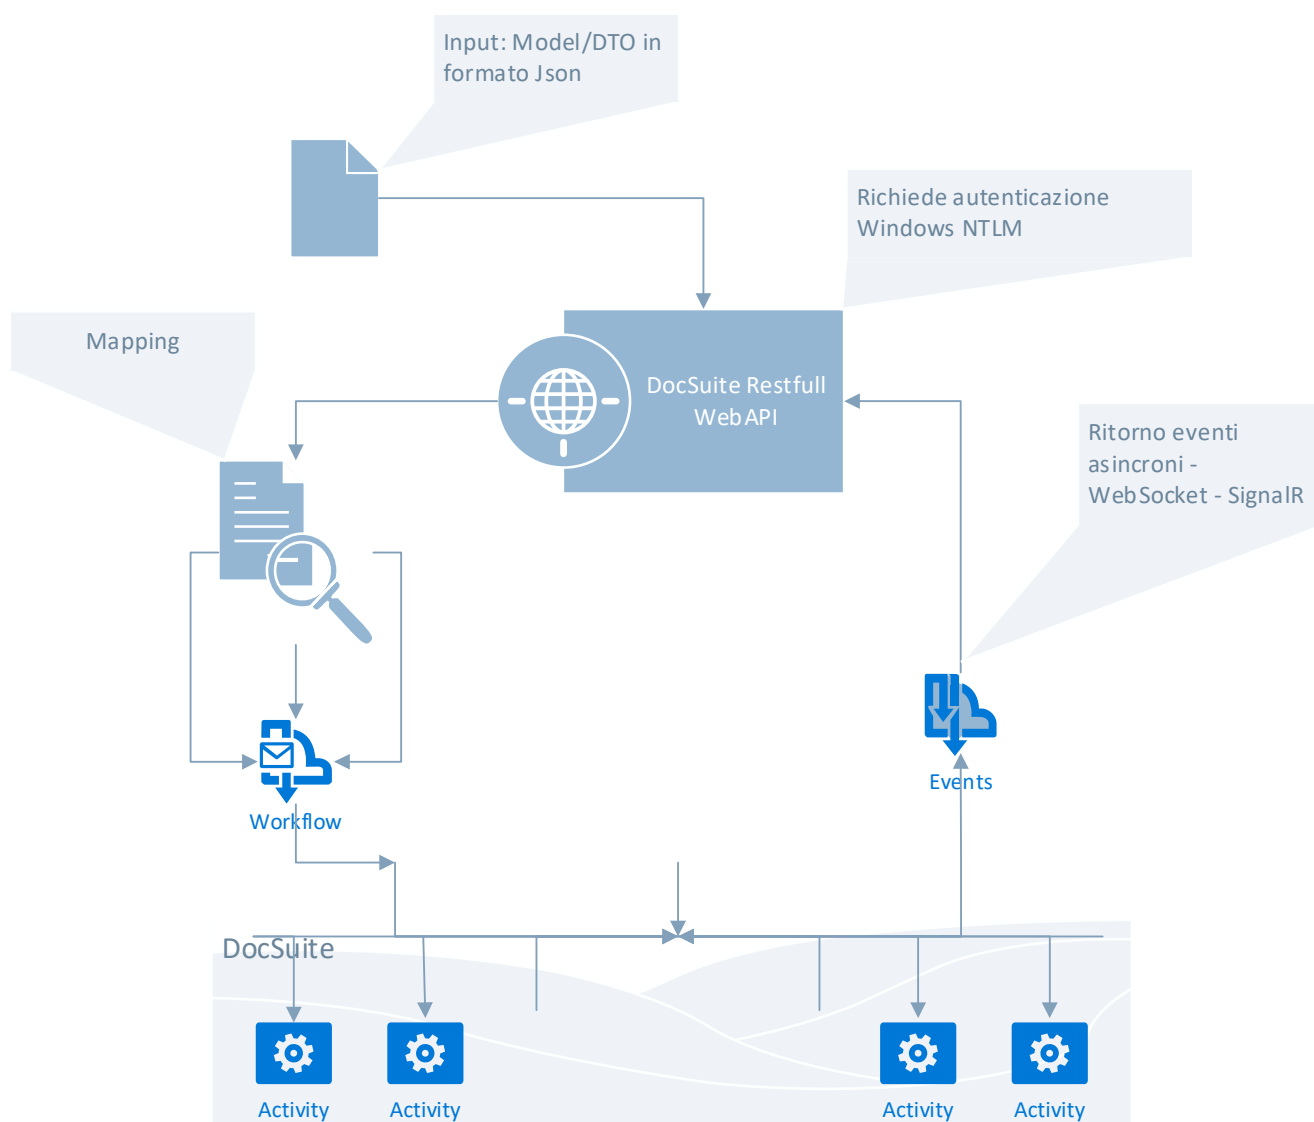 Input: Model/DTO in
formato Json
Richiede autenticazione
Windows NTLM
Mapping
DocSuite Restfull
WebAPI
Ritorno eventi
asincroni -
WebSocket - SignalR
Events
Workflow
DocSuite
Activity
Activity
Activity
Activity